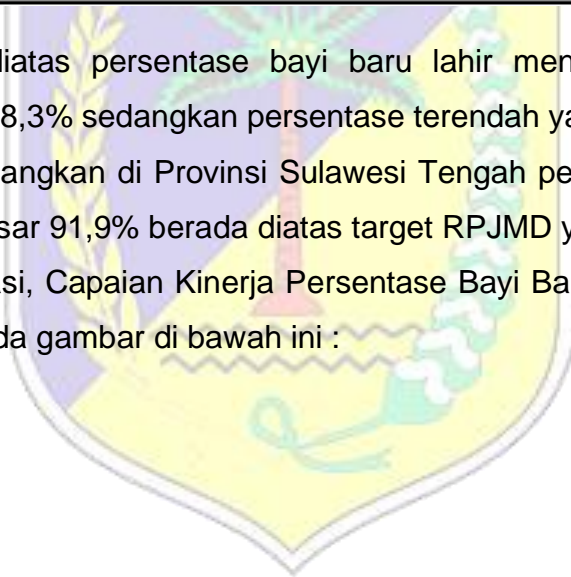 diatas persentase bayi baru lahir men
8,3% sedangkan persentase terendah ya
angkan di Provinsi Sulawesi Tengah pe
sar 91,9% berada diatas target RPJMD y
asi, Capaian Kinerja Persentase Bayi Ba
da gambar di bawah ini :